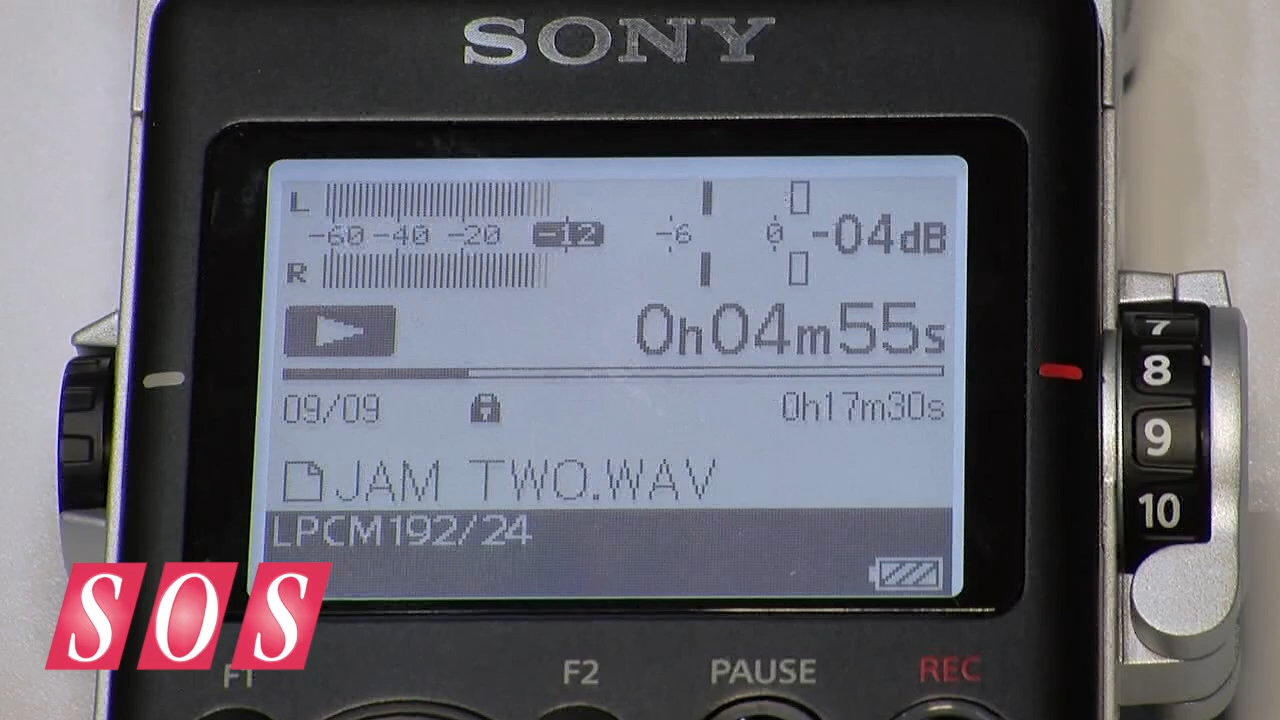 SONY
L
-60 -40 -20 -12 -6 0 -04dB
R
0h04m55s
09/09 0h17m30s
JAM TWO.WAV
LPCM192/24
7
8
9
10
SOS
F1 F2 PAUSE REC